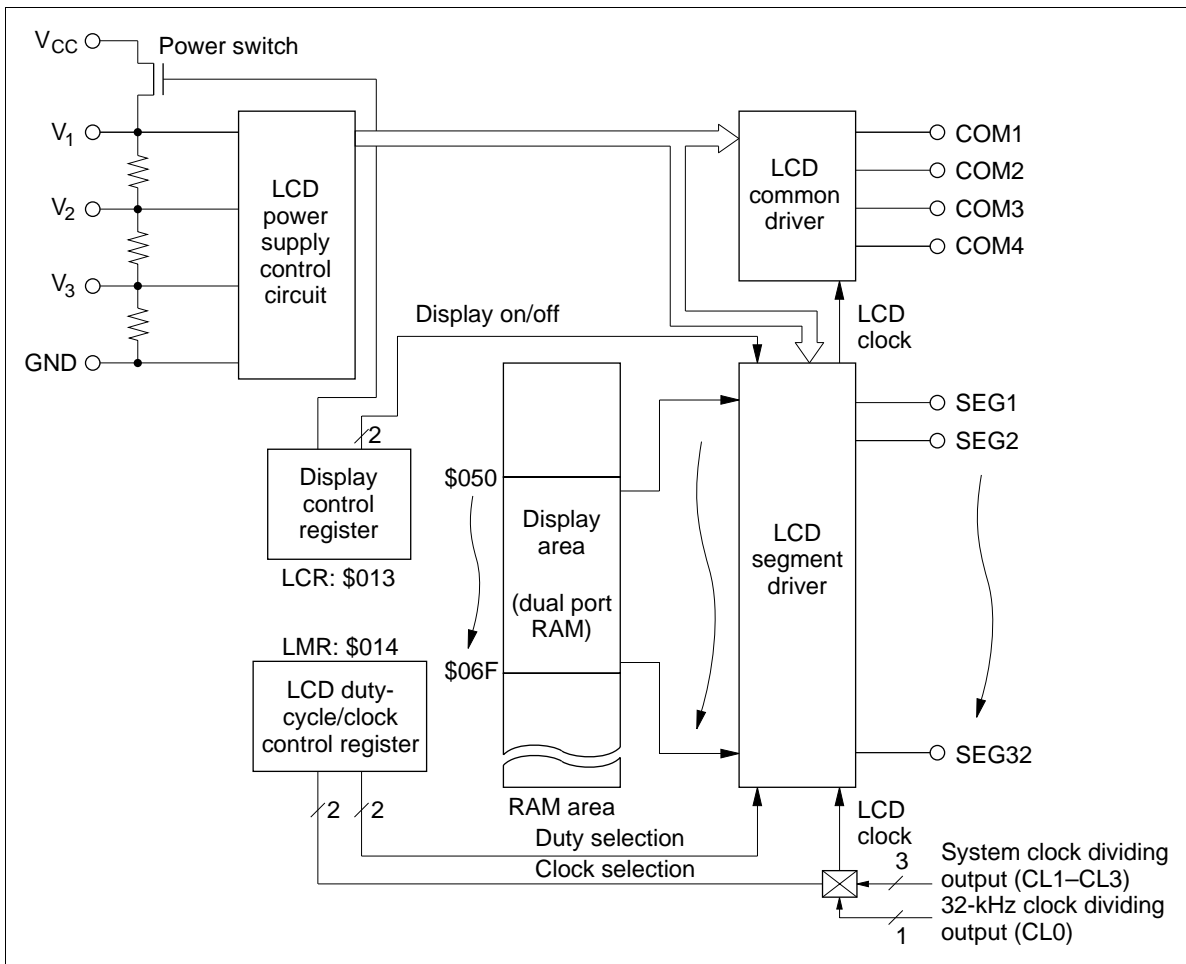 VCC
Power switch
V1
V2
V3
GND
LCD
power
supply
control
circuit
LCD
common
driver
COM1
COM2
COM3
COM4
LCD
clock
Display on/off
2
Display
control
register
LCR: $013
LMR: $014
LCD duty-
cycle/clock
control register
2
2
$050
Display
area
(dual port
RAM)
$06F
RAM area
LCD
segment
driver
SEG1
SEG2
SEG32
Duty selection
Clock selection
LCD
clock
3
System clock dividing
output (CL1–CL3)
32-kHz clock dividing
output (CL0)
1